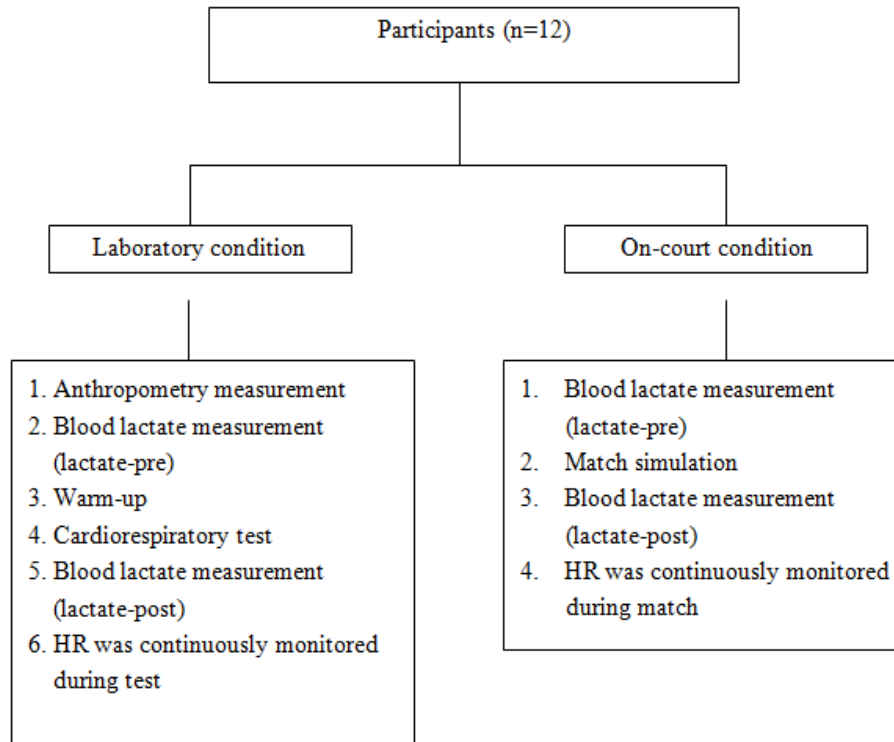 Participants (n=12)
Laboratory condition
On-court condition
1. Anthropometry measurement
2. Blood lactate measurement
(lactate-pre)
3. Warm-up
4. Cardiorespiratory test
5. Blood lactate measurement
(lactate-post)
6. HR was continuously monitored
during test
1. Blood lactate measurement
(lactate-pre)
2. Match simulation
3. Blood lactate measurement
(lactate-post)
4. HR was continuously monitored
during match